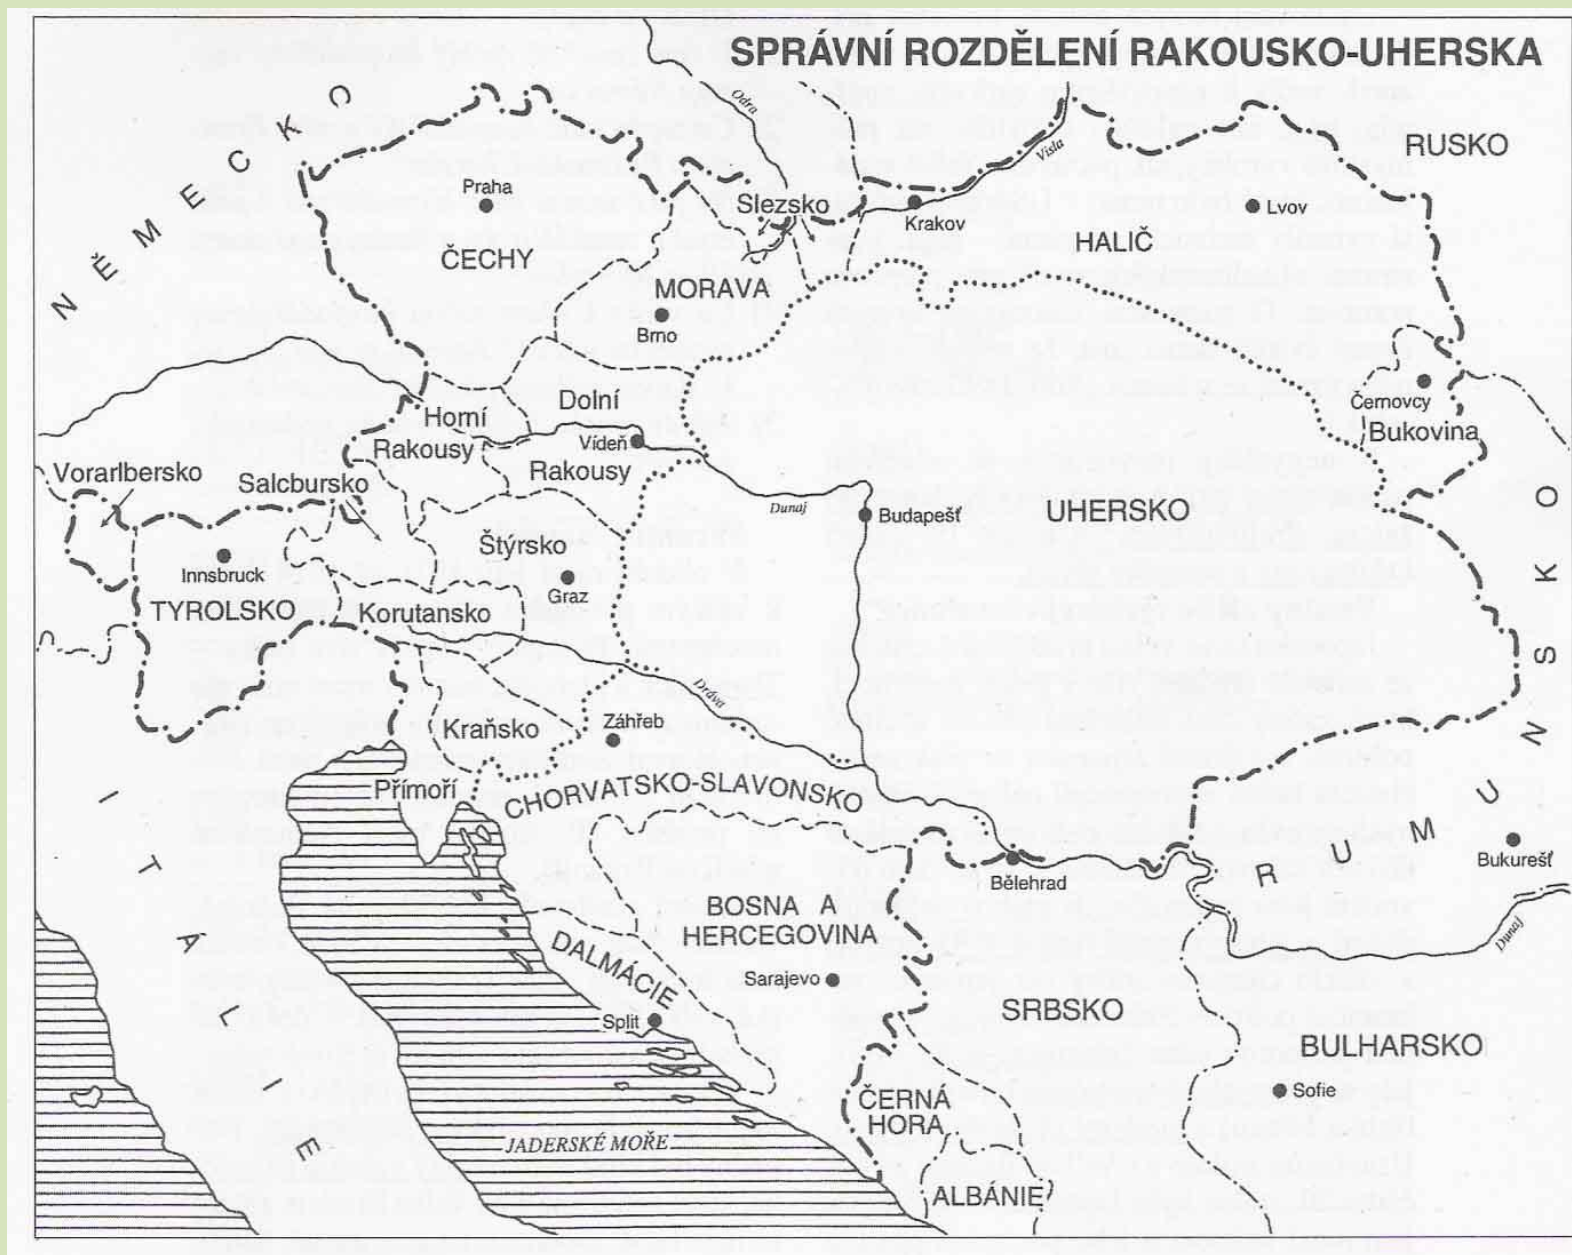 SPRÁVNÍ ROZDĚLENÍ RAKOUSKO-UHERSKA
NĚMECKO
Odra
Visla
RUSKO
Praha
ČECHY
Slezsko
Krakov
Lvov
HALIČ
MORAVA
Brno
Černovcy
Bukovina
Horní
Rakousy
Dolní
Rakousy
Vídeň
Vorarlbersko
Salcbursko
Dunaj
Budapešť
UHERSKO
Štýrsko
Graz
Innsbruck
TYROLSKO
Korutansko
Dráva
Kraňsko
Záhřeb
Přímoří
CHORVATSKO-SLAVONSKO
RUMUNSKO
Bukurešť
Bělehrad
Dunaj
ITÁLIE
BOSNA A
HERCEGOVINA
DALMÁCIE
Sarajevo
Split
SRBSKO
BULHARSKO
Sofie
ČERNÁ
HORA
JADERSKÉ MOŘE
ALBÁNIE